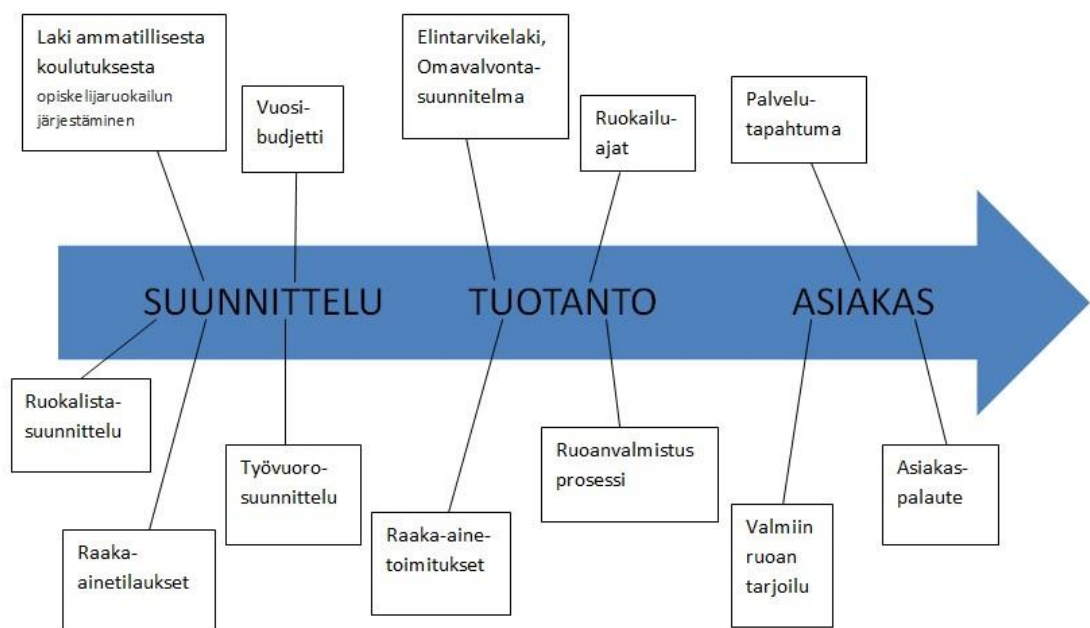 Laki ammatillisesta
koulutuksesta
opiskelijaruokailun
järjestäminen
Vuosi-
budjetti
Elintarvikelaki,
Omavalvonta-
suunnitelma
Ruokailu-
ajat
Palvelu-
tapahtuma
SUUNNITTELU
TUOTANTO
ASIAKAS
Ruokalista-
suunnittelu
Raaka-
ainetilaukset
Työvuoro-
suunnittelu
Raaka-aine-
toimitukset
Ruoanvalmistus
prosessi
Valmiin
ruoan
tarjoilu
Asiakas-
palaute